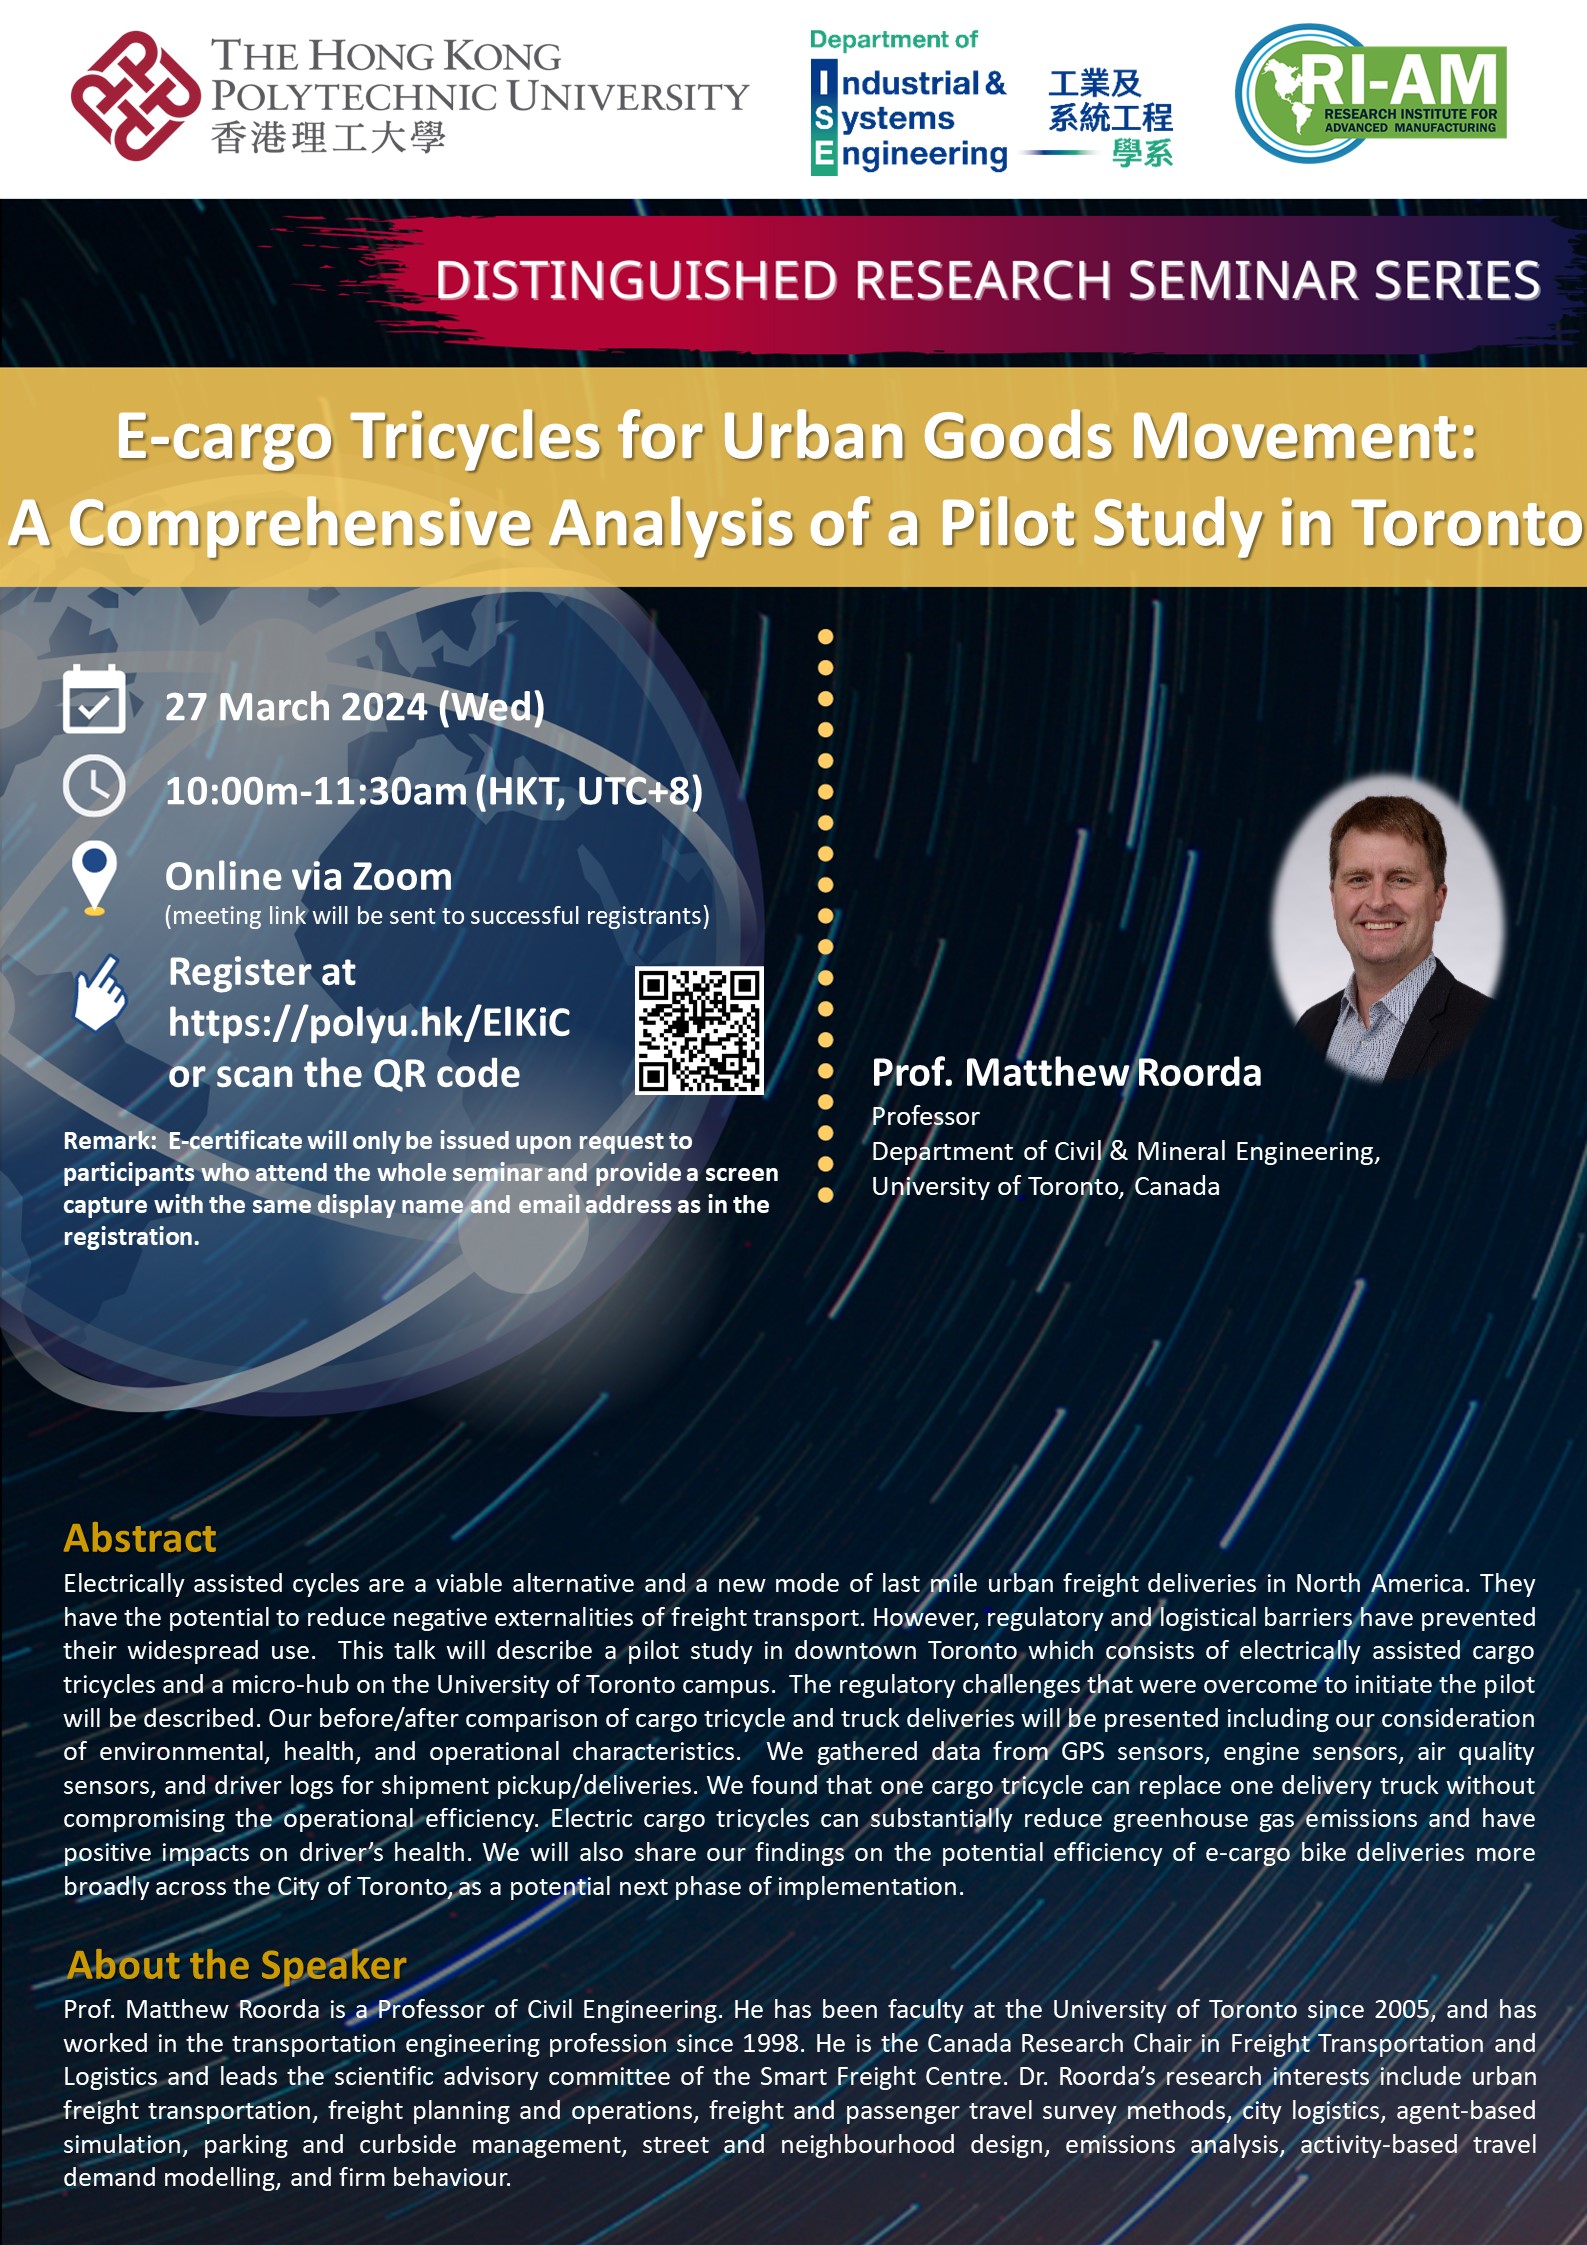 THE HONG KONG
POLYTECHNIC UNIVERSITY
香港理工大學
Department of
Industrial &
Systems
Engineering
工業及
系統工程
學系
RI-AM
RESEARCH INSTITUTE FOR
ADVANCED MANUFACTURING
DISTINGUISHED RESEARCH SEMINAR SERIES
E-cargo Tricycles for Urban Goods Movement:
A Comprehensive Analysis of a Pilot Study in Toronto
27 March 2024 (Wed)
10:00m-11:30am (HKT, UTC+8)
Online via Zoom
(meeting link will be sent to successful registrants)
Register at
https://polyu.hk/ElKiC
or scan the QR code
Remark: E-certificate will only be issued upon request to
participants who attend the whole seminar and provide a screen
capture with the same display name and email address as in the
registration.
Prof. Matthew Roorda
Professor
Department of Civil & Mineral Engineering,
University of Toronto, Canada
Abstract
Electrically assisted cycles are a viable alternative and a new mode of last mile urban freight deliveries in North America. They
have the potential to reduce negative externalities of freight transport. However, regulatory and logistical barriers have prevented
their widespread use. This talk will describe a pilot study in downtown Toronto which consists of electrically assisted cargo
tricycles and a micro-hub on the University of Toronto campus. The regulatory challenges that were overcome to initiate the pilot
will be described. Our before/after comparison of cargo tricycle and truck deliveries will be presented including our consideration
of environmental, health, and operational characteristics. We gathered data from GPS sensors, engine sensors, air quality
sensors, and driver logs for shipment pickup/deliveries. We found that one cargo tricycle can replace one delivery truck without
compromising the operational efficiency. Electric cargo tricycles can substantially reduce greenhouse gas emissions and have
positive impacts on driver’s health. We will also share our findings on the potential efficiency of e-cargo bike deliveries more
broadly across the City of Toronto, as a potential next phase of implementation.
About the Speaker
Prof. Matthew Roorda is a Professor of Civil Engineering. He has been faculty at the University of Toronto since 2005, and has
worked in the transportation engineering profession since 1998. He is the Canada Research Chair in Freight Transportation and
Logistics and leads the scientific advisory committee of the Smart Freight Centre. Dr. Roorda’s research interests include urban
freight transportation, freight planning and operations, freight and passenger travel survey methods, city logistics, agent-based
simulation, parking and curbside management, street and neighbourhood design, emissions analysis, activity-based travel
demand modelling, and firm behaviour.